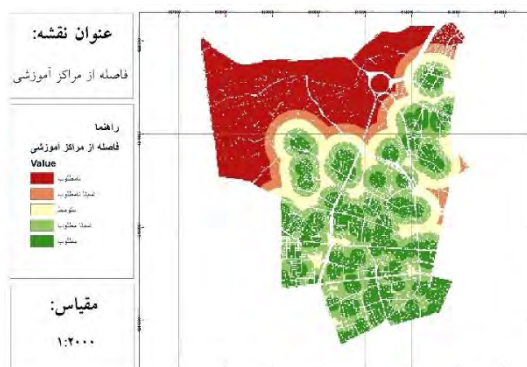 عنوان نقشه:
فاصله از مراکز آموزشی
راهنما
فاصله از مراکز آموزشی
Value
نامطلوب
نسبتا نامطلوب
متوسط
نسبتا مطلوب
مطلوب
مقیاس:
۱:۲۰۰۰